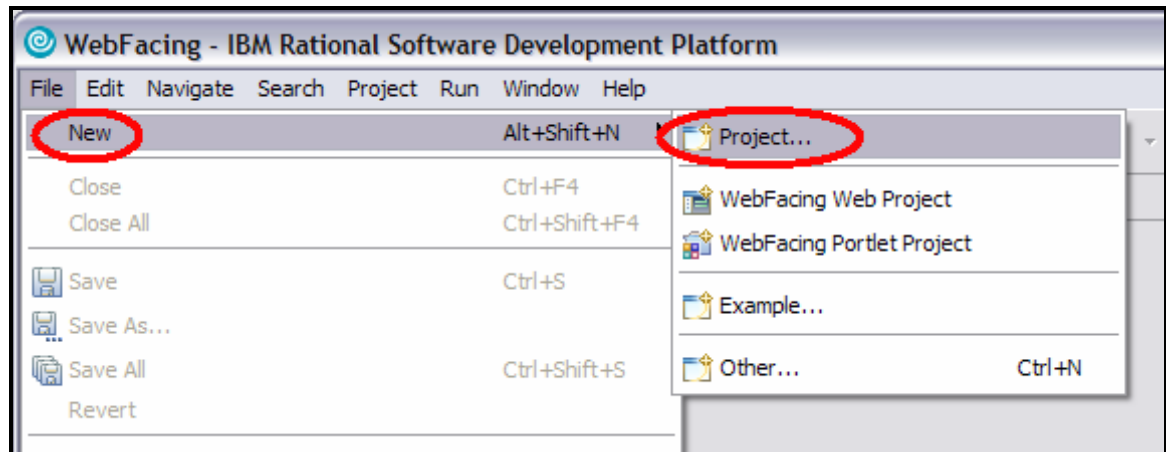 WebFacing - IBM Rational Software Development Platform
File Edit Navigate Search Project Run Window Help
New Alt+Shift+N
Close Ctrl+F4
Close All Ctrl+Shift+F4
Save Ctrl+S
Save As...
Save All Ctrl+Shift+S
Revert
Project...
WebFacing Web Project
WebFacing Portlet Project
Example...
Other... Ctrl+N